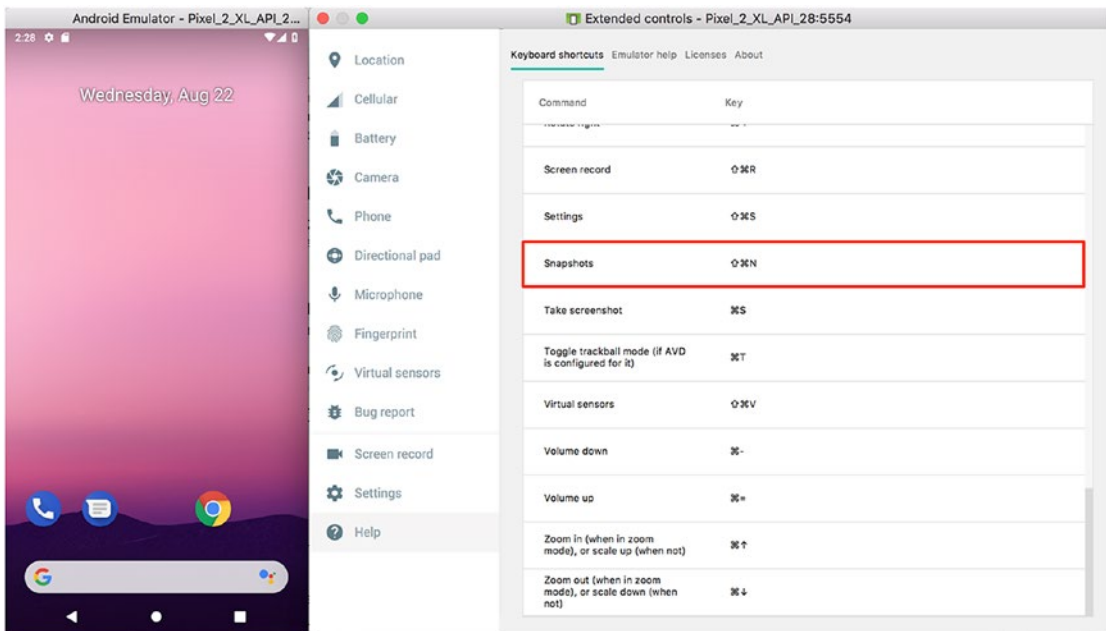 Android Emulator - Pixel_2_XL_API_2...
2:28
Wednesday, Aug 22
Extended controls - Pixel_2_XL_API_28:5554
Location
Cellular
Battery
Camera
Phone
Directional pad
Microphone
Fingerprint
Virtual sensors
Bug report
Screen record
Settings
Help
Keyboard shortcuts Emulator help Licenses About
Command Key
Screen record ⇧⌘R
Settings ⇧⌘S
Snapshots ⇧⌘N
Take screenshot ⌘S
Toggle trackball mode (if AVD
is configured for it) ⌘T
Virtual sensors ⇧⌘V
Volume down ⌘-
Volume up ⌘=
Zoom in (when in zoom
mode), or scale up (when not) ⌘↑
Zoom out (when in zoom
mode), or scale down (when
not) ⌘↓